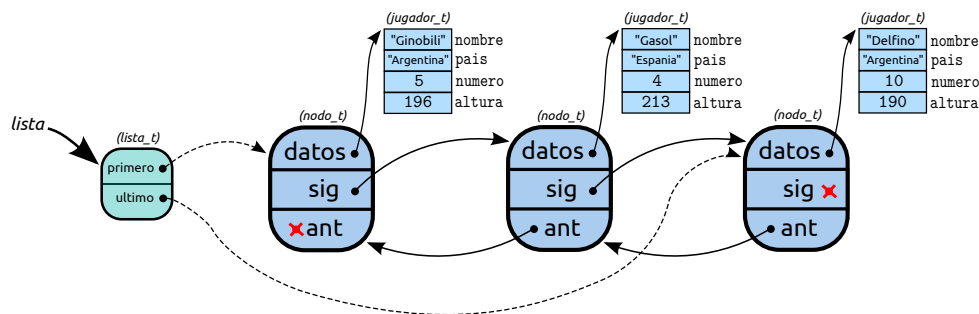 (jugador_t)
"Ginobili" nombre
"Argentina" pais
5 numero
196 altura
(jugador_t)
"Gasol" nombre
"Espania" pais
4 numero
213 altura
(jugador_t)
"Delfino" nombre
"Argentina" pais
10 numero
190 altura
lista
(lista_t)
primero
ultimo
(nodo_t)
datos
sig
ant
(nodo_t)
datos
sig
ant
(nodo_t)
datos
sig
ant